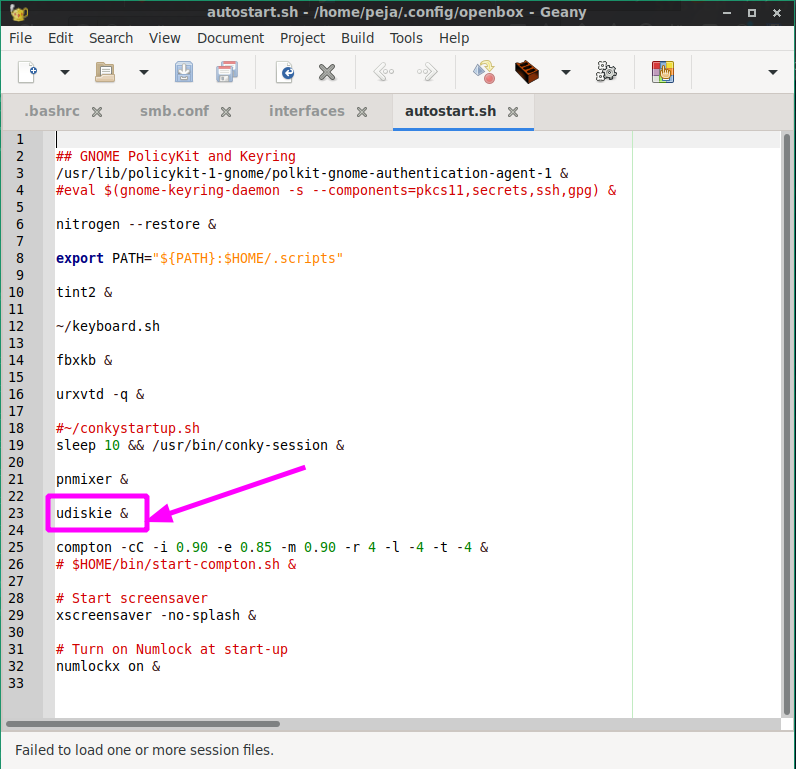 autostart.sh - /home/peja/.config/openbox - Geany
File Edit Search View Document Project Build Tools Help
.bashrc smb.conf interfaces autostart.sh
1
2 ## GNOME PolicyKit and Keyring
3 /usr/lib/policykit-1-gnome/polkit-gnome-authentication-agent-1 &
4 #eval $(gnome-keyring-daemon -s --components=pkcs11,secrets,ssh,gpg) &
5
6 nitrogen --restore &
7
8 export PATH="${PATH}:$HOME/.scripts"
9
10 tint2 &
11
12 ~/keyboard.sh
13
14 fbxkb &
15
16 urxvtd -q &
17
18 #~/conkystartup.sh
19 sleep 10 && /usr/bin/conky-session &
20
21 pnmixer &
22
23 udiskie &
24
25 compton -cC -i 0.90 -e 0.85 -m 0.90 -r 4 -l -4 -t -4 &
26 # $HOME/bin/start-compton.sh &
27
28 # Start screensaver
29 xscreensaver -no-splash &
30
31 # Turn on Numlock at start-up
32 numlockx on &
33
Failed to load one or more session files.